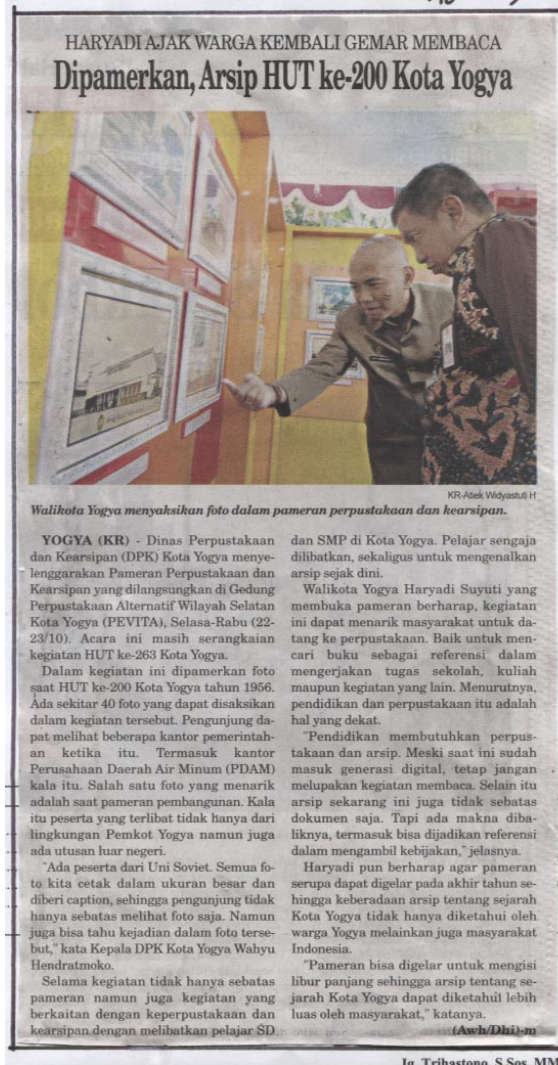 HARYADI AJAK WARGA KEMBALI GEMAR MEMBACA
Dipamerkan, Arsip HUT ke-200 Kota Yogya
KR-Atiek Widyastuti H
Walikota Yogya menyaksikan foto dalam pameran perpustakaan dan kearsipan.
YOGYA (KR) - Dinas Perpustakaan
dan Kearsipan (DPK) Kota Yogya menye-
lenggarakan Pameran Perpustakaan dan
Kearsipan yang dilangsungkan di Gedung
Perpustakaan Alternatif Wilayah Selatan
Kota Yogya (PEVITA), Selasa-Rabu (22-
23/10). Acara ini masih serangkaian
kegiatan HUT ke-263 Kota Yogya.
Dalam kegiatan ini dipamerkan foto
saat HUT ke-200 Kota Yogya tahun 1956.
Ada sekitar 40 foto yang dapat disaksikan
dalam kegiatan tersebut. Pengunjung da-
pat melihat beberapa kantor pemerintah-
an ketika itu. Termasuk kantor
Perusahaan Daerah Air Minum (PDAM)
kala itu. Salah satu foto yang menarik
adalah saat pameran pembangunan. Kala
itu peserta yang terlibat tidak hanya dari
lingkungan Pemkot Yogya namun juga
ada utusan luar negeri.
"Ada peserta dari Uni Soviet. Semua fo-
to kita cetak dalam ukuran besar dan
diberi caption, sehingga pengunjung tidak
hanya sebatas melihat foto saja. Namun
juga bisa tahu kejadian dalam foto terse-
but," kata Kepala DPK Kota Yogya Wahyu
Hendratmoko.
Selama kegiatan tidak hanya sebatas
pameran namun juga kegiatan yang
berkaitan dengan keperpustakaan dan
kearsipan dengan melibatkan pelajar SD
dan SMP di Kota Yogya. Pelajar sengaja
dilibatkan, sekaligus untuk mengenalkan
arsip sejak dini.
Walikota Yogya Haryadi Suyuti yang
membuka pameran berharap, kegiatan
ini dapat menarik masyarakat untuk da-
tang ke perpustakaan. Baik untuk men-
cari buku sebagai referensi dalam
mengerjakan tugas sekolah, kuliah
maupun kegiatan yang lain. Menurutnya,
pendidikan dan perpustakaan itu adalah
hal yang dekat.
"Pendidikan membutuhkan perpus-
takaan dan arsip. Meski saat ini sudah
masuk generasi digital, tetap jangan
melupakan kegiatan membaca. Selain itu
arsip sekarang ini juga tidak sebatas
dokumen saja. Tapi ada makna diba-
liknya, termasuk bisa dijadikan referensi
dalam mengambil kebijakan," jelasnya.
Haryadi pun berharap agar pameran
serupa dapat digelar pada akhir tahun se-
hingga keberadaan arsip tentang sejarah
Kota Yogya tidak hanya diketahui oleh
warga Yogya melainkan juga masyarakat
Indonesia.
"Pameran bisa digelar untuk mengisi
libur panjang sehingga arsip tentang se-
jarah Kota Yogya dapat diketahui lebih
luas oleh masyarakat," katanya.
(Awh/Dhi)-m
Ig. Trihastono, S.Sos, MM